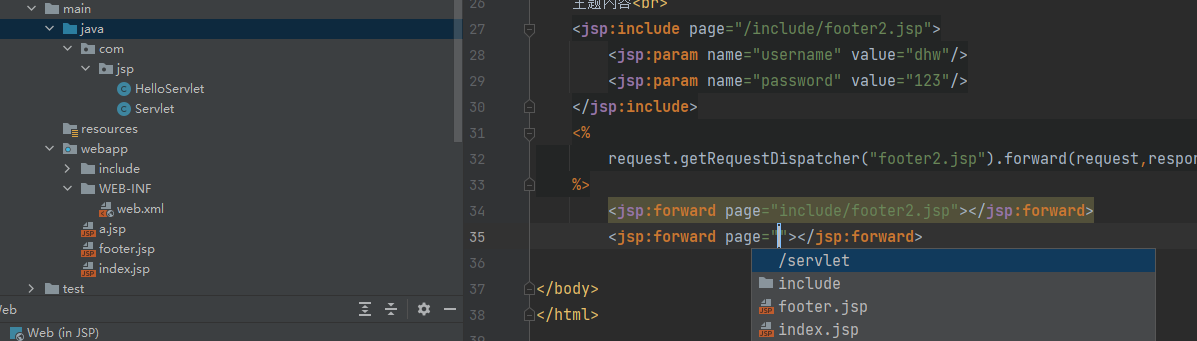 main
java
com
jsp
HelloServlet
Servlet
resources
webapp
include
WEB-INF
web.xml
a.jsp
footer.jsp
index.jsp
test
Web (in JSP)
26 主题内容<br>
27 <jsp:include page="/include/footer2.jsp">
28 <jsp:param name="username" value="dhw"/>
29 <jsp:param name="password" value="123"/>
30 </jsp:include>
31 <%
32 request.getRequestDispatcher("footer2.jsp").forward(request,respon
33 %>
34 <jsp:forward page="include/footer2.jsp"></jsp:forward>
35 <jsp:forward page=""></jsp:forward>
/servlet
include
footer.jsp
index.jsp
36
37 </body>
38 </html>